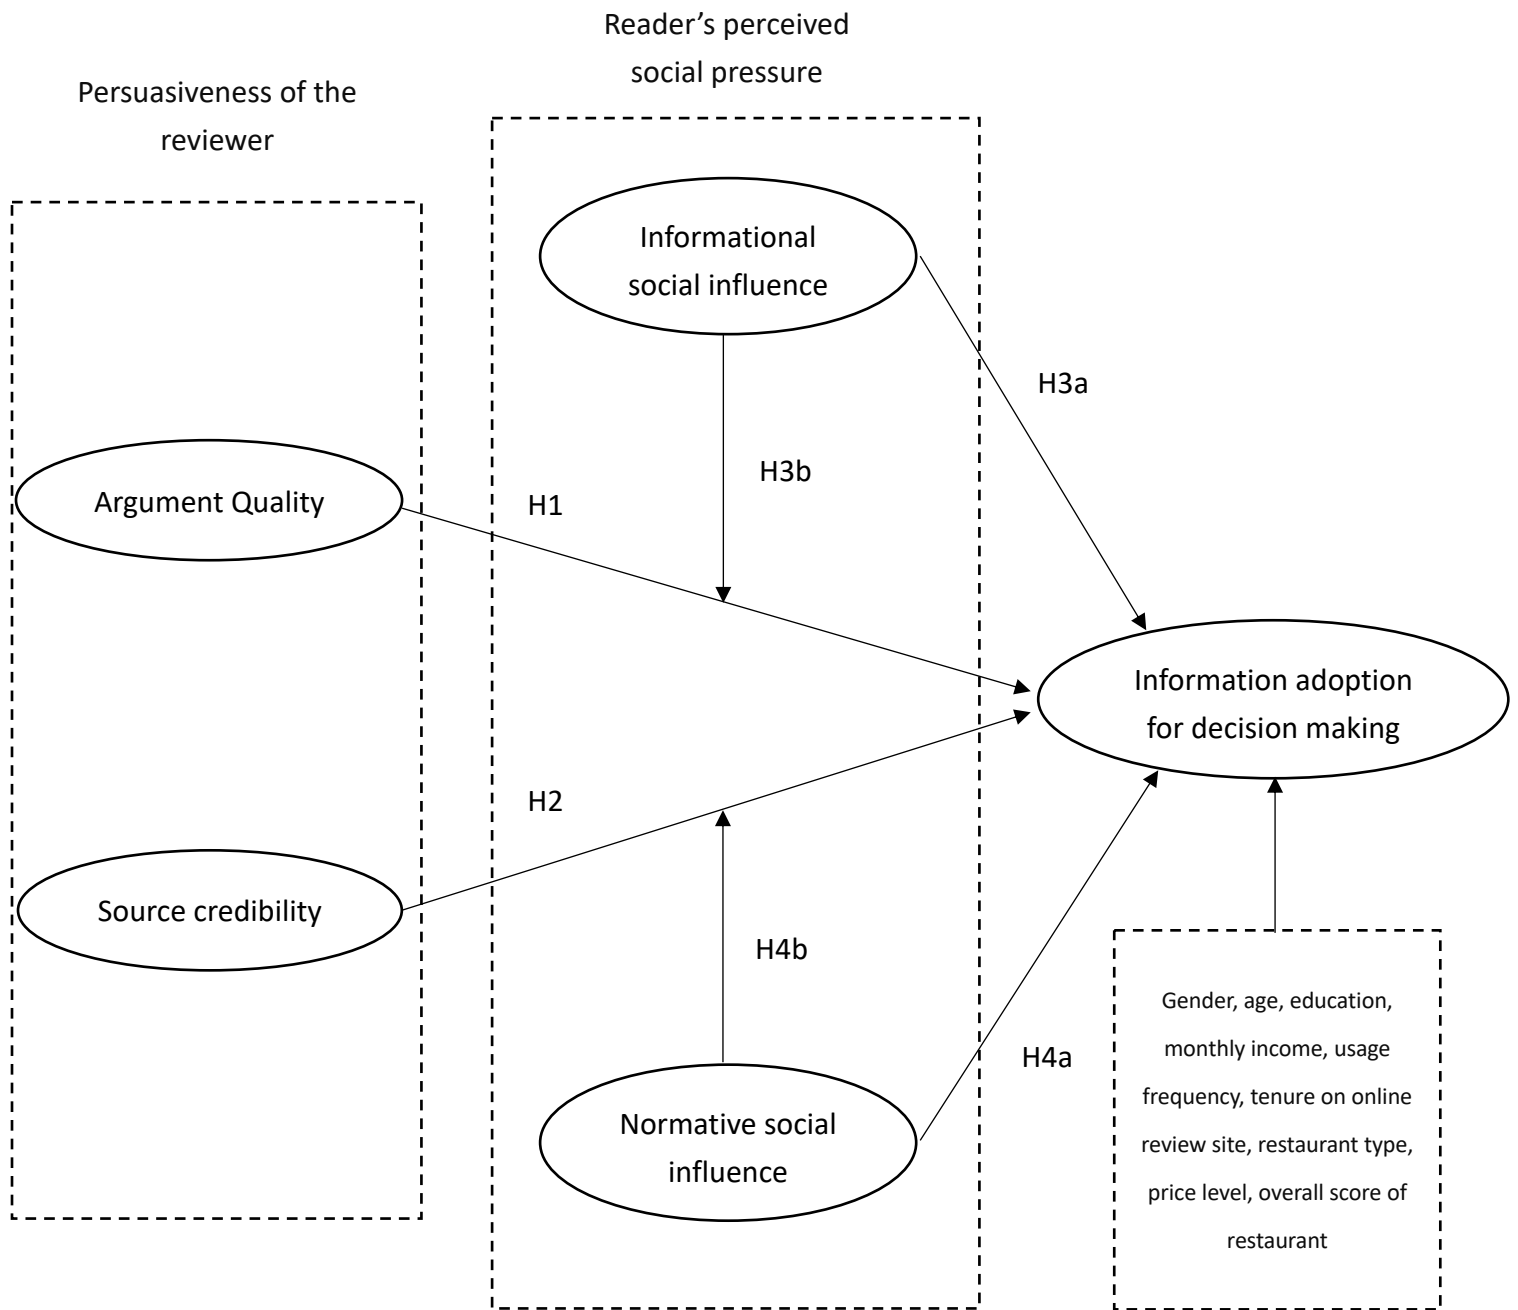 Reader’s perceived
social pressure
Persuasiveness of the
reviewer
Informational
social influence
H3a
H3b
Argument Quality
H1
Information adoption
for decision making
H2
Source credibility
H4b
H4a
Normative social
influence
Gender, age, education,
monthly income, usage
frequency, tenure on online
review site, restaurant type,
price level, overall score of
restaurant